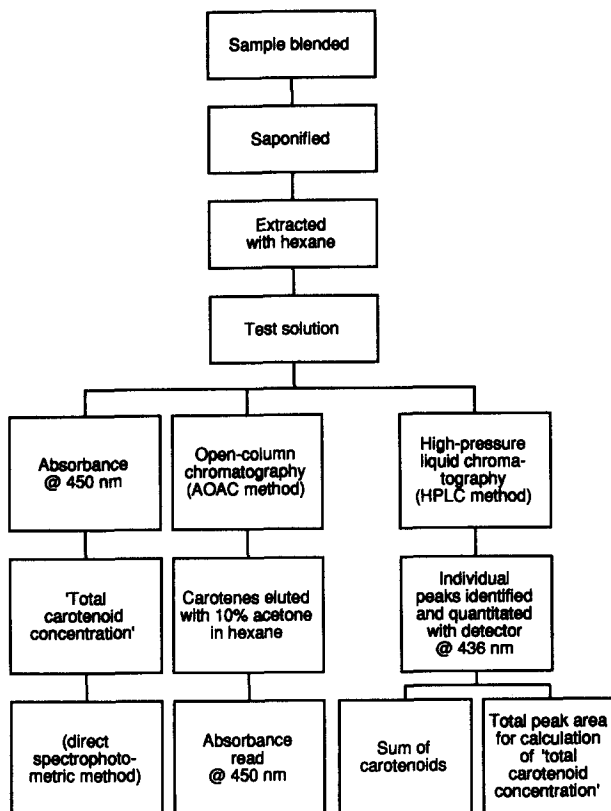 Sample blended
Saponified
Extracted
with hexane
Test solution
Absorbance
@ 450 nm
Open-column
chromatography
(AOAC method)
High-pressure
liquid chroma-
tography
(HPLC method)
'Total
carotenoid
concentration'
Carotenes eluted
with 10% acetone
in hexane
Individual
peaks identified
and quantitated
with detector
@ 436 nm
(direct
spectrophoto-
metric method)
Absorbance
read
@ 450 nm
Sum of
carotenoids
Total peak area
for calculation
of 'total
carotenoid
concentration'